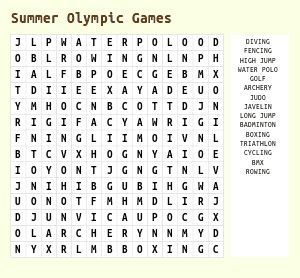 Summer Olympic Games
J L P W A T E R P O L O O D
O B L R O W I N G N L N P H
I A L F B P O E C G E B M X
T D I I E E X A Y A D E U O
Y M H O C N B C O T T D J N
R I G I F A C Y A W R I G I
F N I N G L I I M O I V N L
B T C V X H O G N Y A I O E
I O Y O N T J G N G T N L V
J N I H I B G U B I H G W A
U O N O T F M H M D L I R J
D J U N V I C A U P O C G X
O L A R C H E R Y N N M Y D
N Y X R L M B B O X I N G C
DIVING
FENCING
HIGH JUMP
WATER POLO
GOLF
ARCHERY
JUDO
JAVELIN
LONG JUMP
BADMINTON
BOXING
TRIATHLON
CYCLING
BMX
ROWING